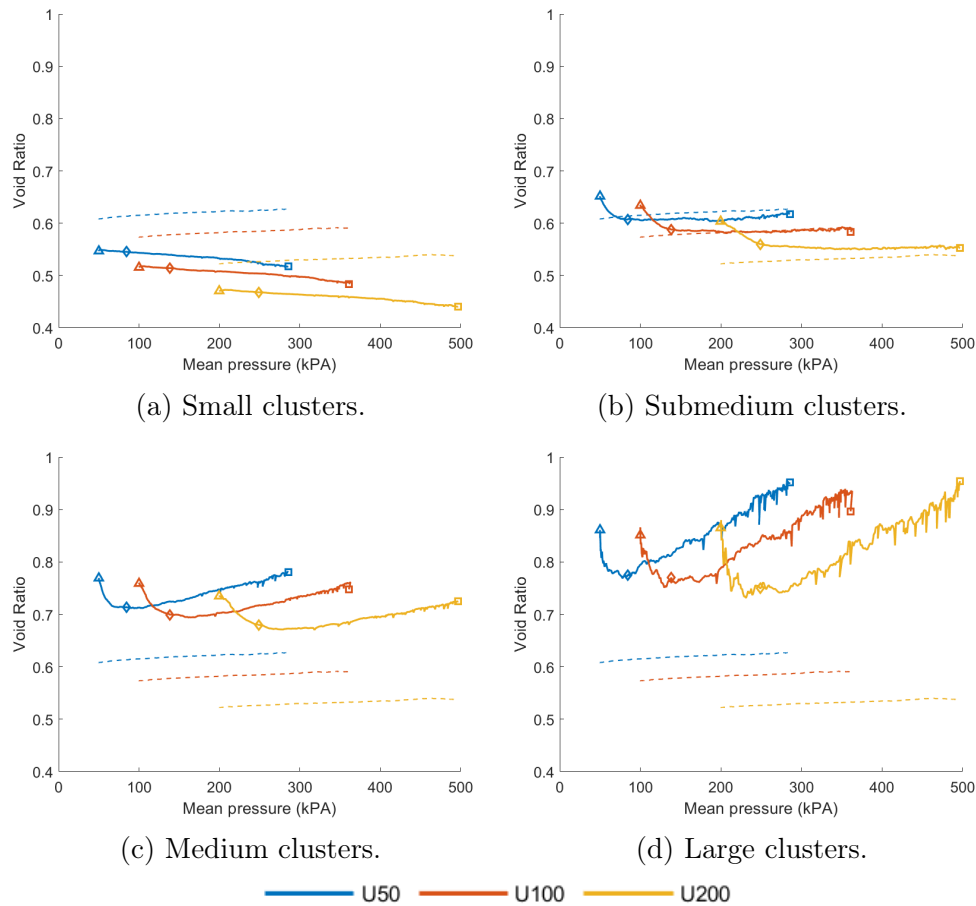 1
0.9
0.8
0.7
0.6
0.5
0.4
Void Ratio
0 100 200 300 400 500
Mean pressure (kPA)
(a) Small clusters.
1
0.9
0.8
0.7
0.6
0.5
0.4
Void Ratio
0 100 200 300 400 500
Mean pressure (kPA)
(b) Submedium clusters.
1
0.9
0.8
0.7
0.6
0.5
0.4
Void Ratio
0 100 200 300 400 500
Mean pressure (kPA)
(c) Medium clusters.
1
0.9
0.8
0.7
0.6
0.5
0.4
Void Ratio
0 100 200 300 400 500
Mean pressure (kPA)
(d) Large clusters.
U50 U100 U200